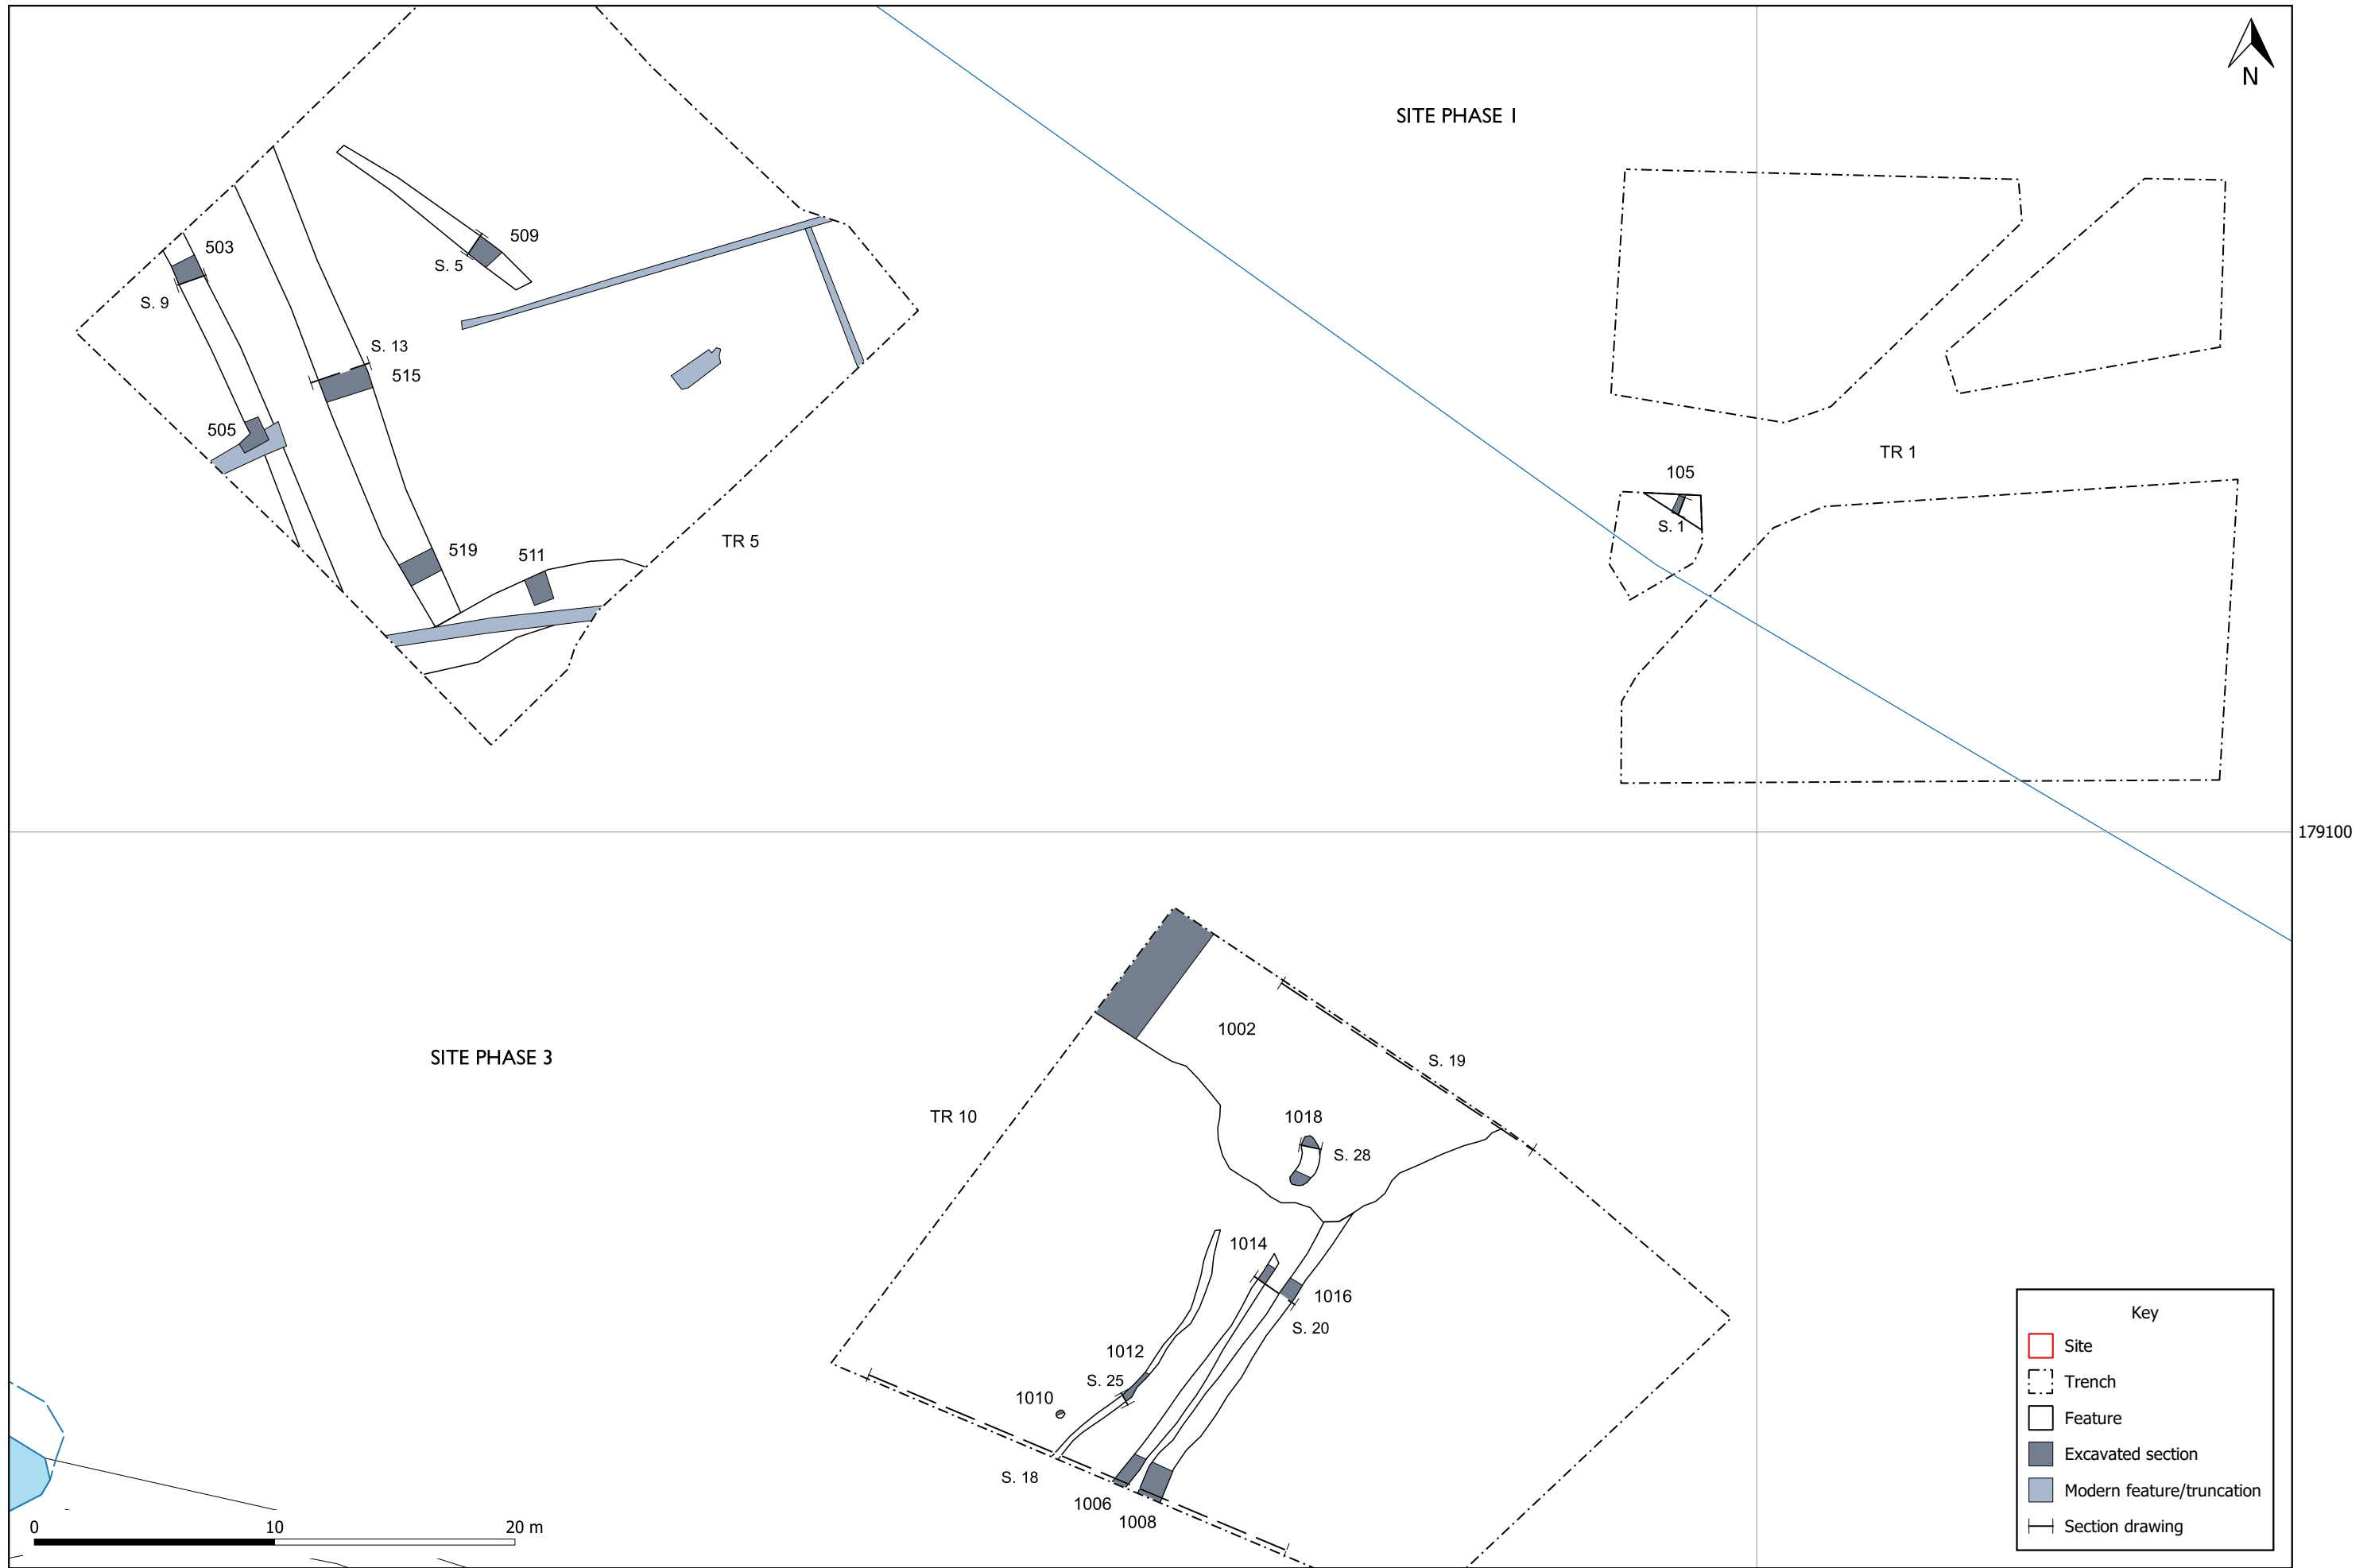 N
SITE PHASE 1
503
509
S. 5
S. 9
S. 13
515
505
TR 1
105
S. 1
519
511
TR 5
179100
1002
SITE PHASE 3
S. 19
TR 10
1018
S. 28
1014
1016
S. 20
1012
S. 25
1010
S. 18
1006
1008
Key
Site
Trench
Feature
Excavated section
Modern feature/truncation
Section drawing
0 10 20 m